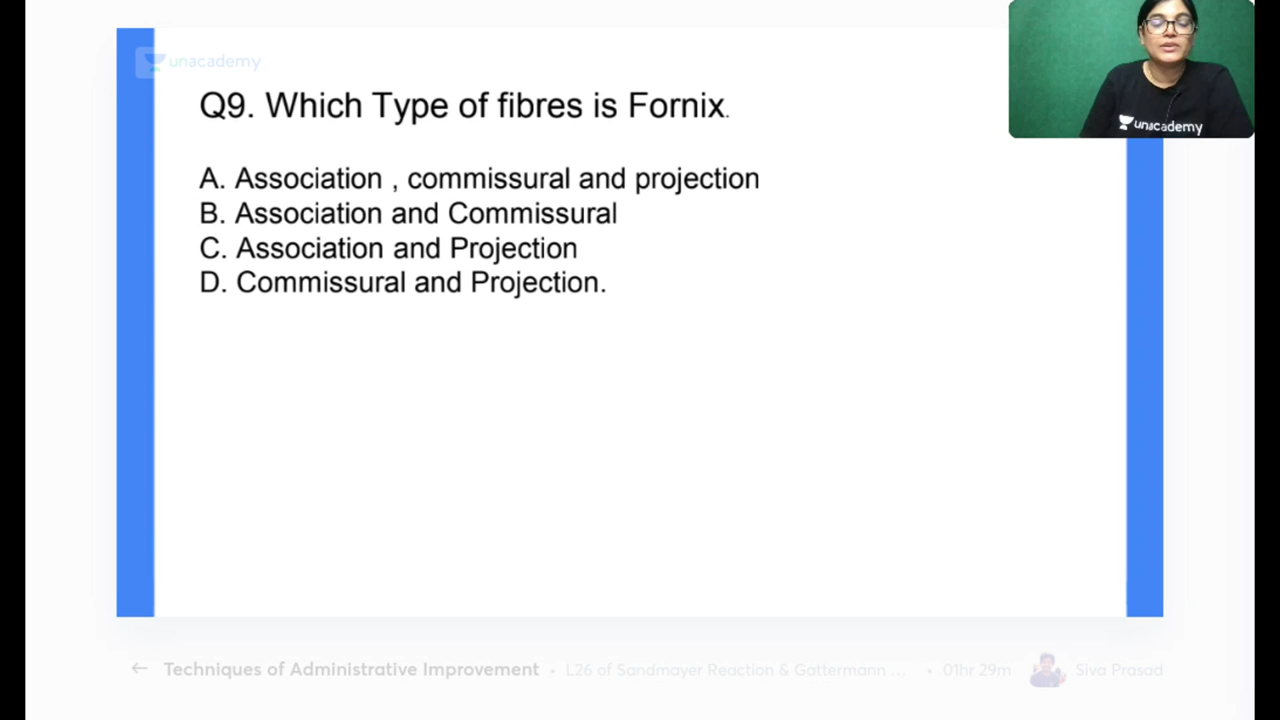 unacademy
Q9. Which Type of fibres is Fornix.
unacademy
A. Association , commissural and projection
B. Association and Commissural
C. Association and Projection
D. Commissural and Projection.
← Techniques of Administrative Improvement • L26 of Sandmayer Reaction & Gattermann ... • 01hr 29m Siva Prasad